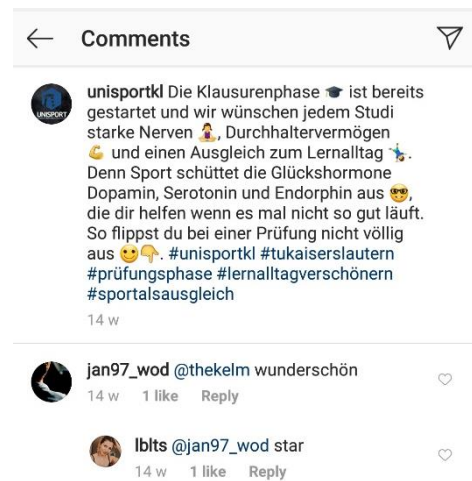 Comments
UNISPORT
unisportkl Die Klausurenphase 🎓 ist bereits
gestartet und wir wünschen jedem Studi
starke Nerven 🧘‍♀️, Durchhaltervermögen
💪 und einen Ausgleich zum Lernalltag 🤸‍♂️.
Denn Sport schüttet die Glückshormone
Dopamin, Serotonin und Endorphin aus 🤓,
die dir helfen wenn es mal nicht so gut läuft.
So flippst du bei einer Prüfung nicht völlig
aus 🙂👇. #unisportkl #tukaiserslautern
#prüfungsphase #lernalltagverschönern
#sportalsausgleich
14 w
jan97_wod @thekelm wunderschön
14 w 1 like Reply
lblts @jan97_wod star
14 w 1 like Reply